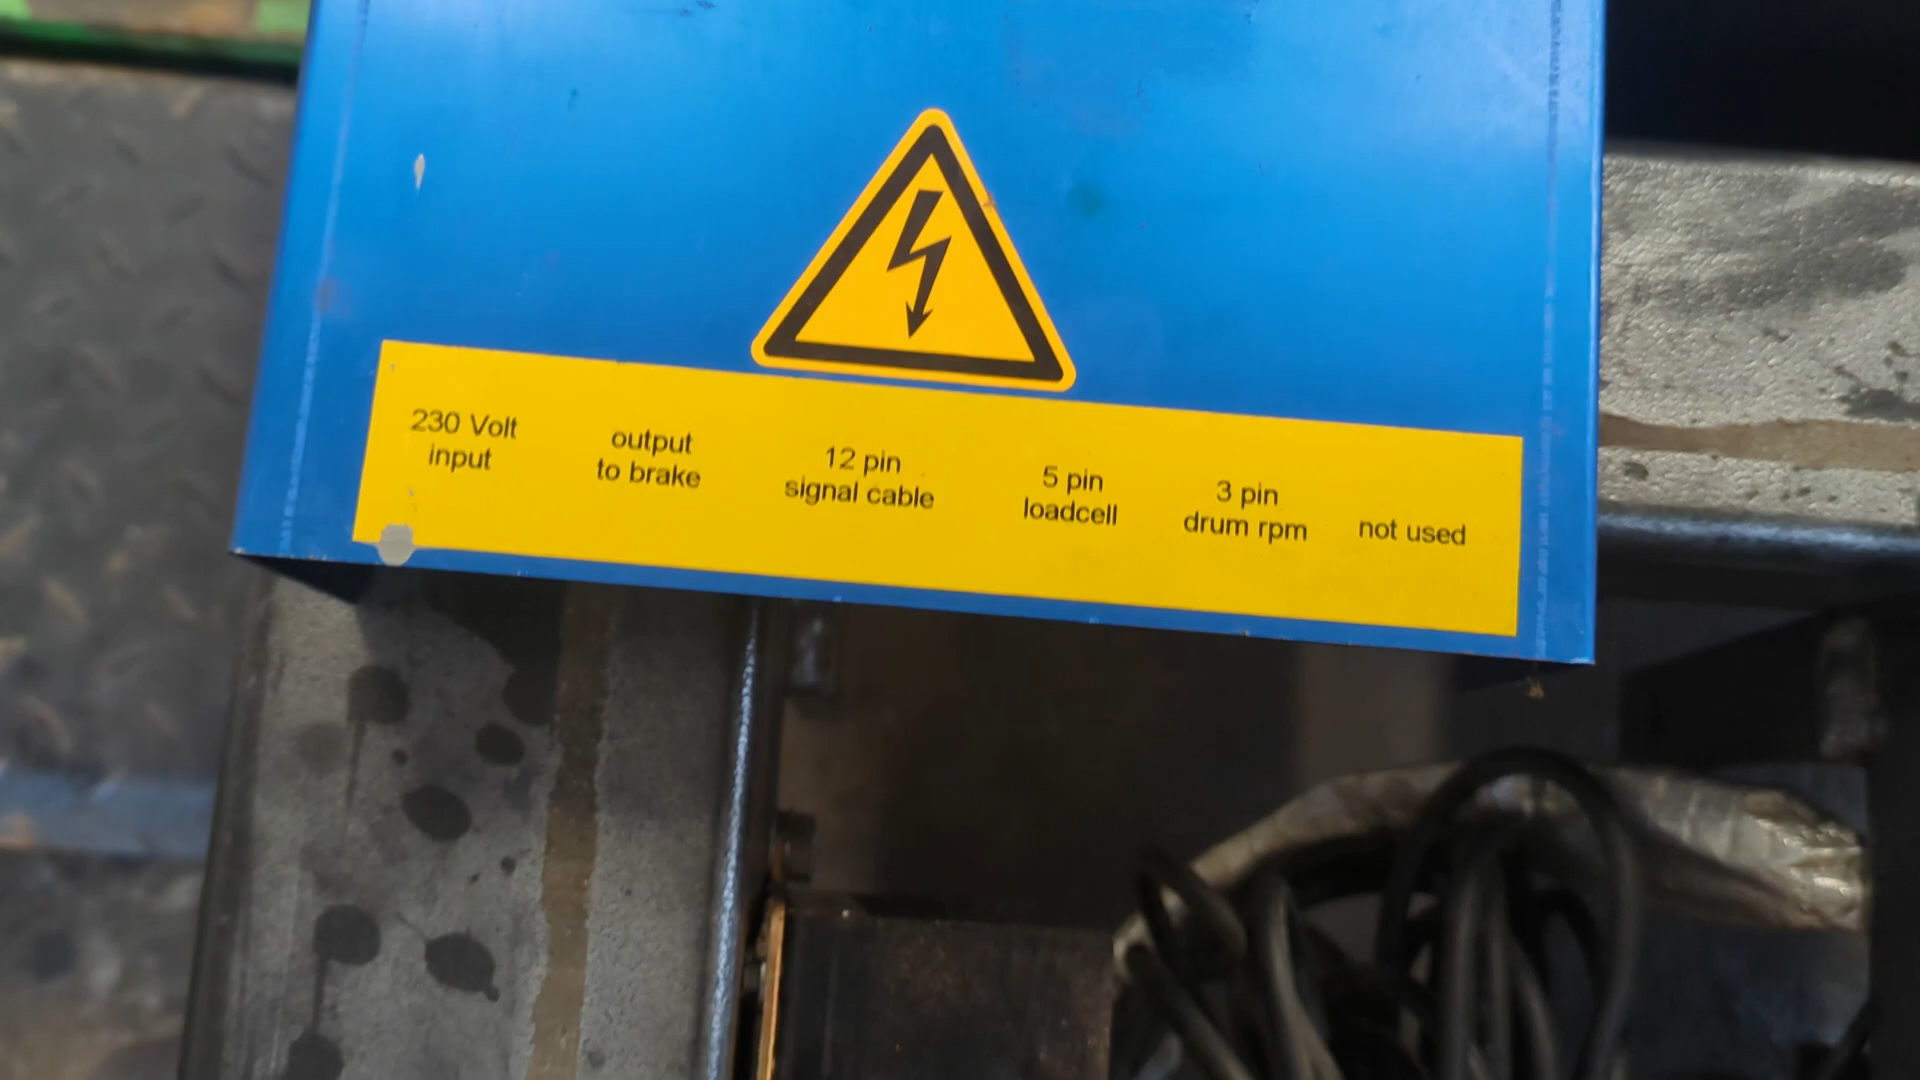 230 Volt
input
output
to brake
12 pin
signal cable
5 pin
loadcell
3 pin
drum rpm
not used